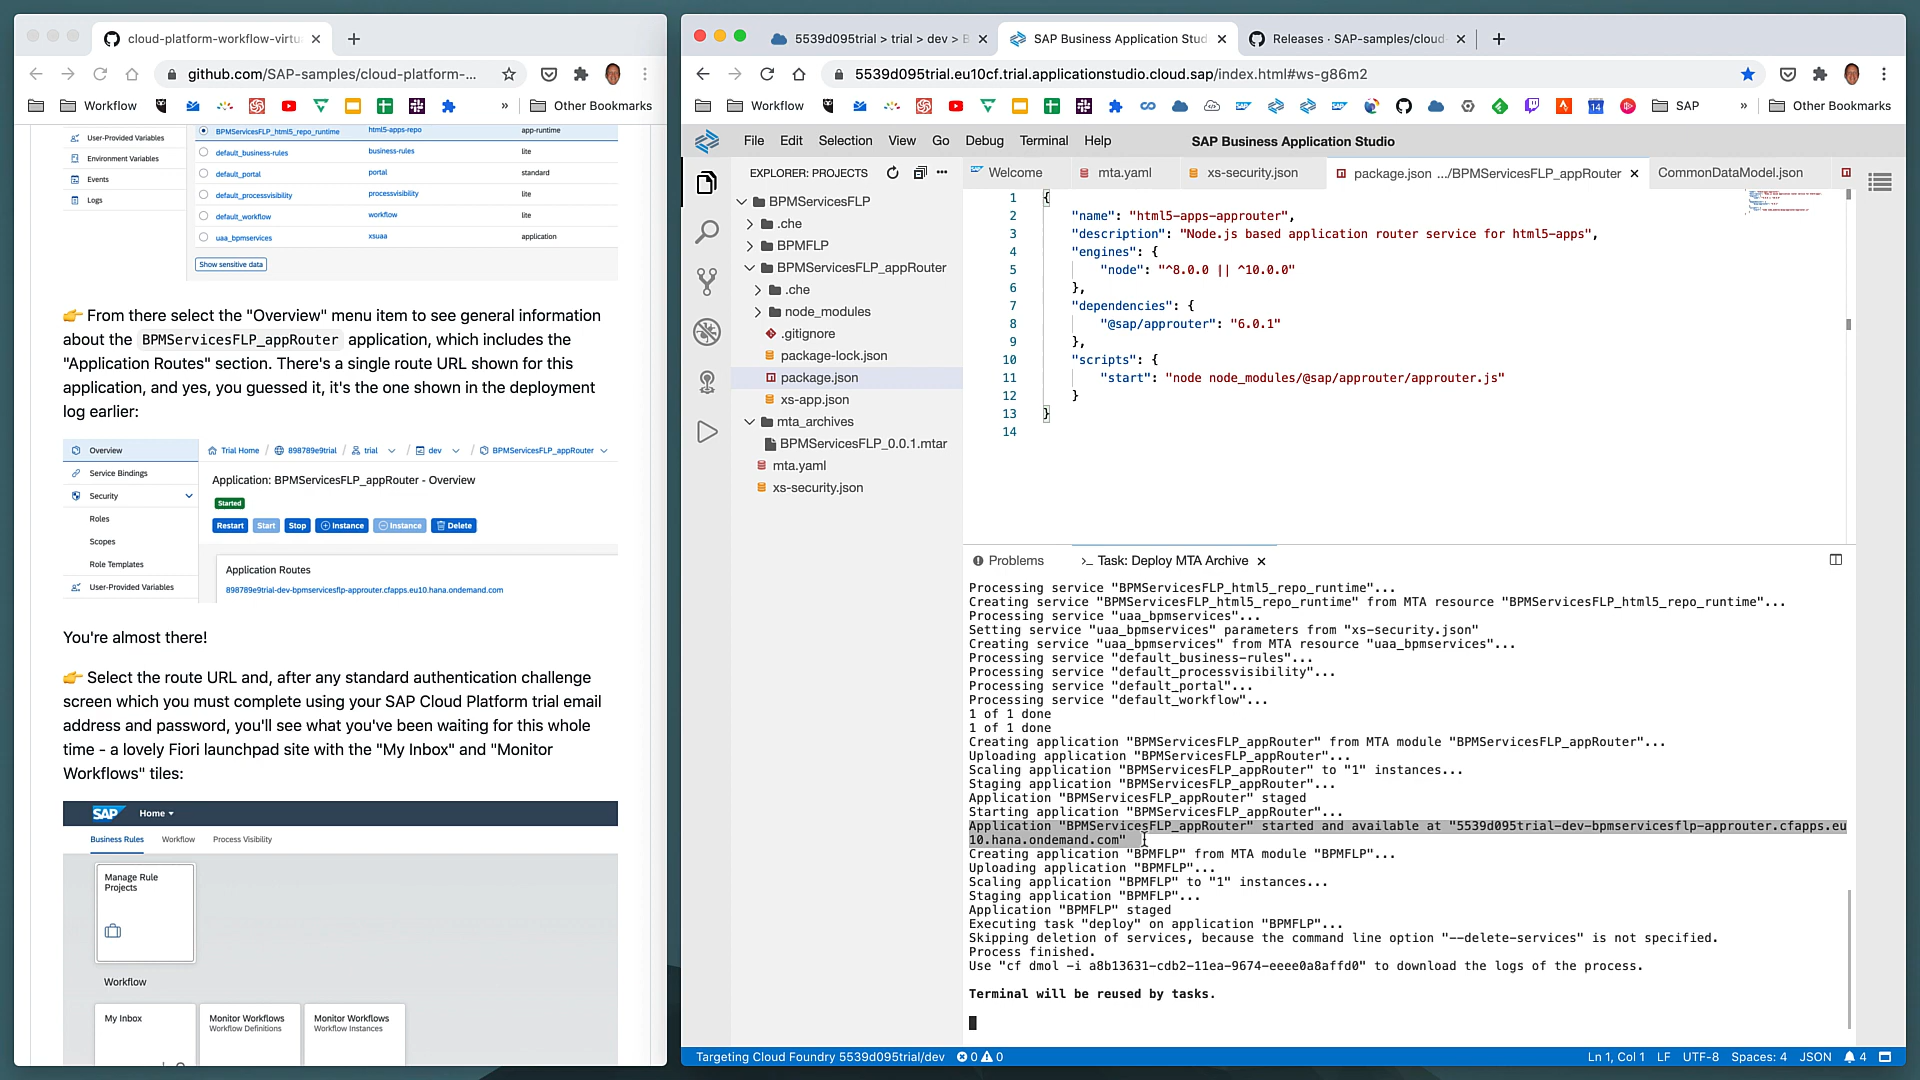 cloud-platform-workflow-virtu
github.com/SAP-samples/cloud-platform-...
Workflow
»
Other Bookmarks
User-Provided Variables
Environment Variables
Events
Logs
BPMServicesFLP_html5_repo_runtime html5-apps-repo app-runtime
default_business-rules business-rules lite
default_portal portal standard
default_processvisibility processvisibility lite
default_workflow workflow lite
uaa_bpmservices xsuaa application
Show sensitive data
👉 From there select the "Overview" menu item to see general information
about the BPMServicesFLP_appRouter application, which includes the
"Application Routes" section. There's a single route URL shown for this
application, and yes, you guessed it, it's the one shown in the deployment
log earlier:
Overview
Service Bindings
Security
Roles
Scopes
Role Templates
User-Provided Variables
Trial Home / 898789e9trial / trial / dev / BPMServicesFLP_appRouter
Application: BPMServicesFLP_appRouter - Overview
Started
Restart Start Stop Instance Instance Delete
Application Routes
898789e9trial-dev-bpmservicesflp-approuter.cfapps.eu10.hana.ondemand.com
You're almost there!
👉 Select the route URL and, after any standard authentication challenge
screen which you must complete using your SAP Cloud Platform trial email
address and password, you'll see what you've been waiting for this whole
time - a lovely Fiori launchpad site with the "My Inbox" and "Monitor
Workflows" tiles:
SAP Home
Business Rules Workflow Process Visibility
Manage Rule
Projects
Workflow
My Inbox
Monitor Workflows
Workflow Definitions
Monitor Workflows
Workflow Instances
5539d095trial > trial > dev >
SAP Business Application Stud
Releases · SAP-samples/cloud-
5539d095trial.eu10cf.trial.applicationstudio.cloud.sap/index.html#ws-g86m2
Workflow
14
SAP
»
Other Bookmarks
File Edit Selection View Go Debug Terminal Help
SAP Business Application Studio
EXPLORER: PROJECTS
BPMServicesFLP
.che
BPMFLP
BPMServicesFLP_appRouter
.che
node_modules
.gitignore
package-lock.json
package.json
xs-app.json
mta_archives
BPMServicesFLP_0.0.1.mtar
mta.yaml
xs-security.json
Welcome
mta.yaml
xs-security.json
package.json .../BPMServicesFLP_appRouter
CommonDataModel.json
1 {
2 "name": "html5-apps-approuter",
3 "description": "Node.js based application router service for html5-apps",
4 "engines": {
5 "node": "^8.0.0 || ^10.0.0"
6 },
7 "dependencies": {
8 "@sap/approuter": "6.0.1"
9 },
10 "scripts": {
11 "start": "node node_modules/@sap/approuter/approuter.js"
12 }
13 }
14
Problems
>_ Task: Deploy MTA Archive
Processing service "BPMServicesFLP_html5_repo_runtime"...
Creating service "BPMServicesFLP_html5_repo_runtime" from MTA resource "BPMServicesFLP_html5_repo_runtime"...
Processing service "uaa_bpmservices"...
Setting service "uaa_bpmservices" parameters from "xs-security.json"
Creating service "uaa_bpmservices" from MTA resource "uaa_bpmservices"...
Processing service "default_business-rules"...
Processing service "default_processvisibility"...
Processing service "default_portal"...
Processing service "default_workflow"...
1 of 1 done
1 of 1 done
Creating application "BPMServicesFLP_appRouter" from MTA module "BPMServicesFLP_appRouter"...
Uploading application "BPMServicesFLP_appRouter"...
Scaling application "BPMServicesFLP_appRouter" to "1" instances...
Staging application "BPMServicesFLP_appRouter"...
Application "BPMServicesFLP_appRouter" staged
Starting application "BPMServicesFLP_appRouter"...
Application "BPMServicesFLP_appRouter" started and available at "5539d095trial-dev-bpmservicesflp-approuter.cfapps.eu
10.hana.ondemand.com"
Creating application "BPMFLP" from MTA module "BPMFLP"...
Uploading application "BPMFLP"...
Scaling application "BPMFLP" to "1" instances...
Staging application "BPMFLP"...
Application "BPMFLP" staged
Executing task "deploy" on application "BPMFLP"...
Skipping deletion of services, because the command line option "--delete-services" is not specified.
Process finished.
Use "cf dmol -i a8b13631-cdb2-11ea-9674-eeee0a8affd0" to download the logs of the process.
Terminal will be reused by tasks.
Targeting Cloud Foundry 5539d095trial/dev 0 0
Ln 1, Col 1 LF UTF-8 Spaces: 4 JSON 4